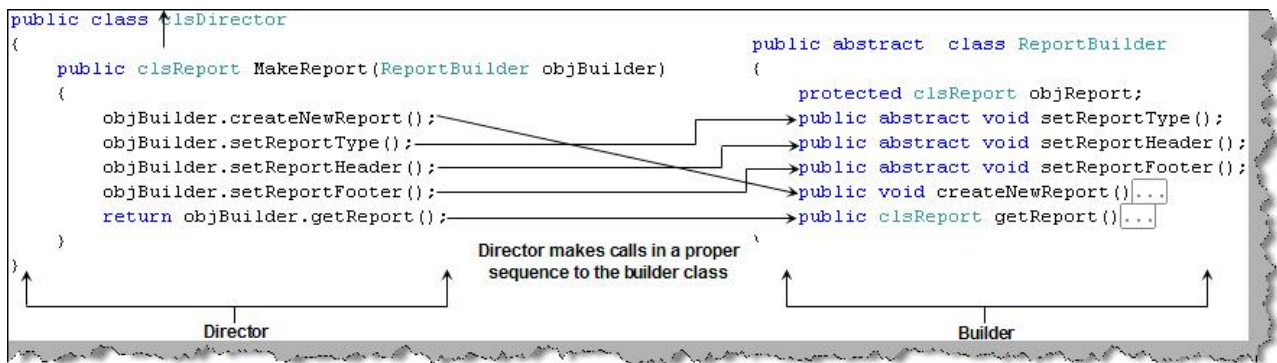 public class clsDirector
{
public clsReport MakeReport(ReportBuilder objBuilder)
{
objBuilder.createNewReport();
objBuilder.setReportType();
objBuilder.setReportHeader();
objBuilder.setReportFooter();
return objBuilder.getReport();
}
}
Director
Director makes calls in a proper
sequence to the builder class
public abstract class ReportBuilder
{
protected clsReport objReport;
public abstract void setReportType();
public abstract void setReportHeader();
public abstract void setReportFooter();
public void createNewReport()...
public clsReport getReport()...
Builder